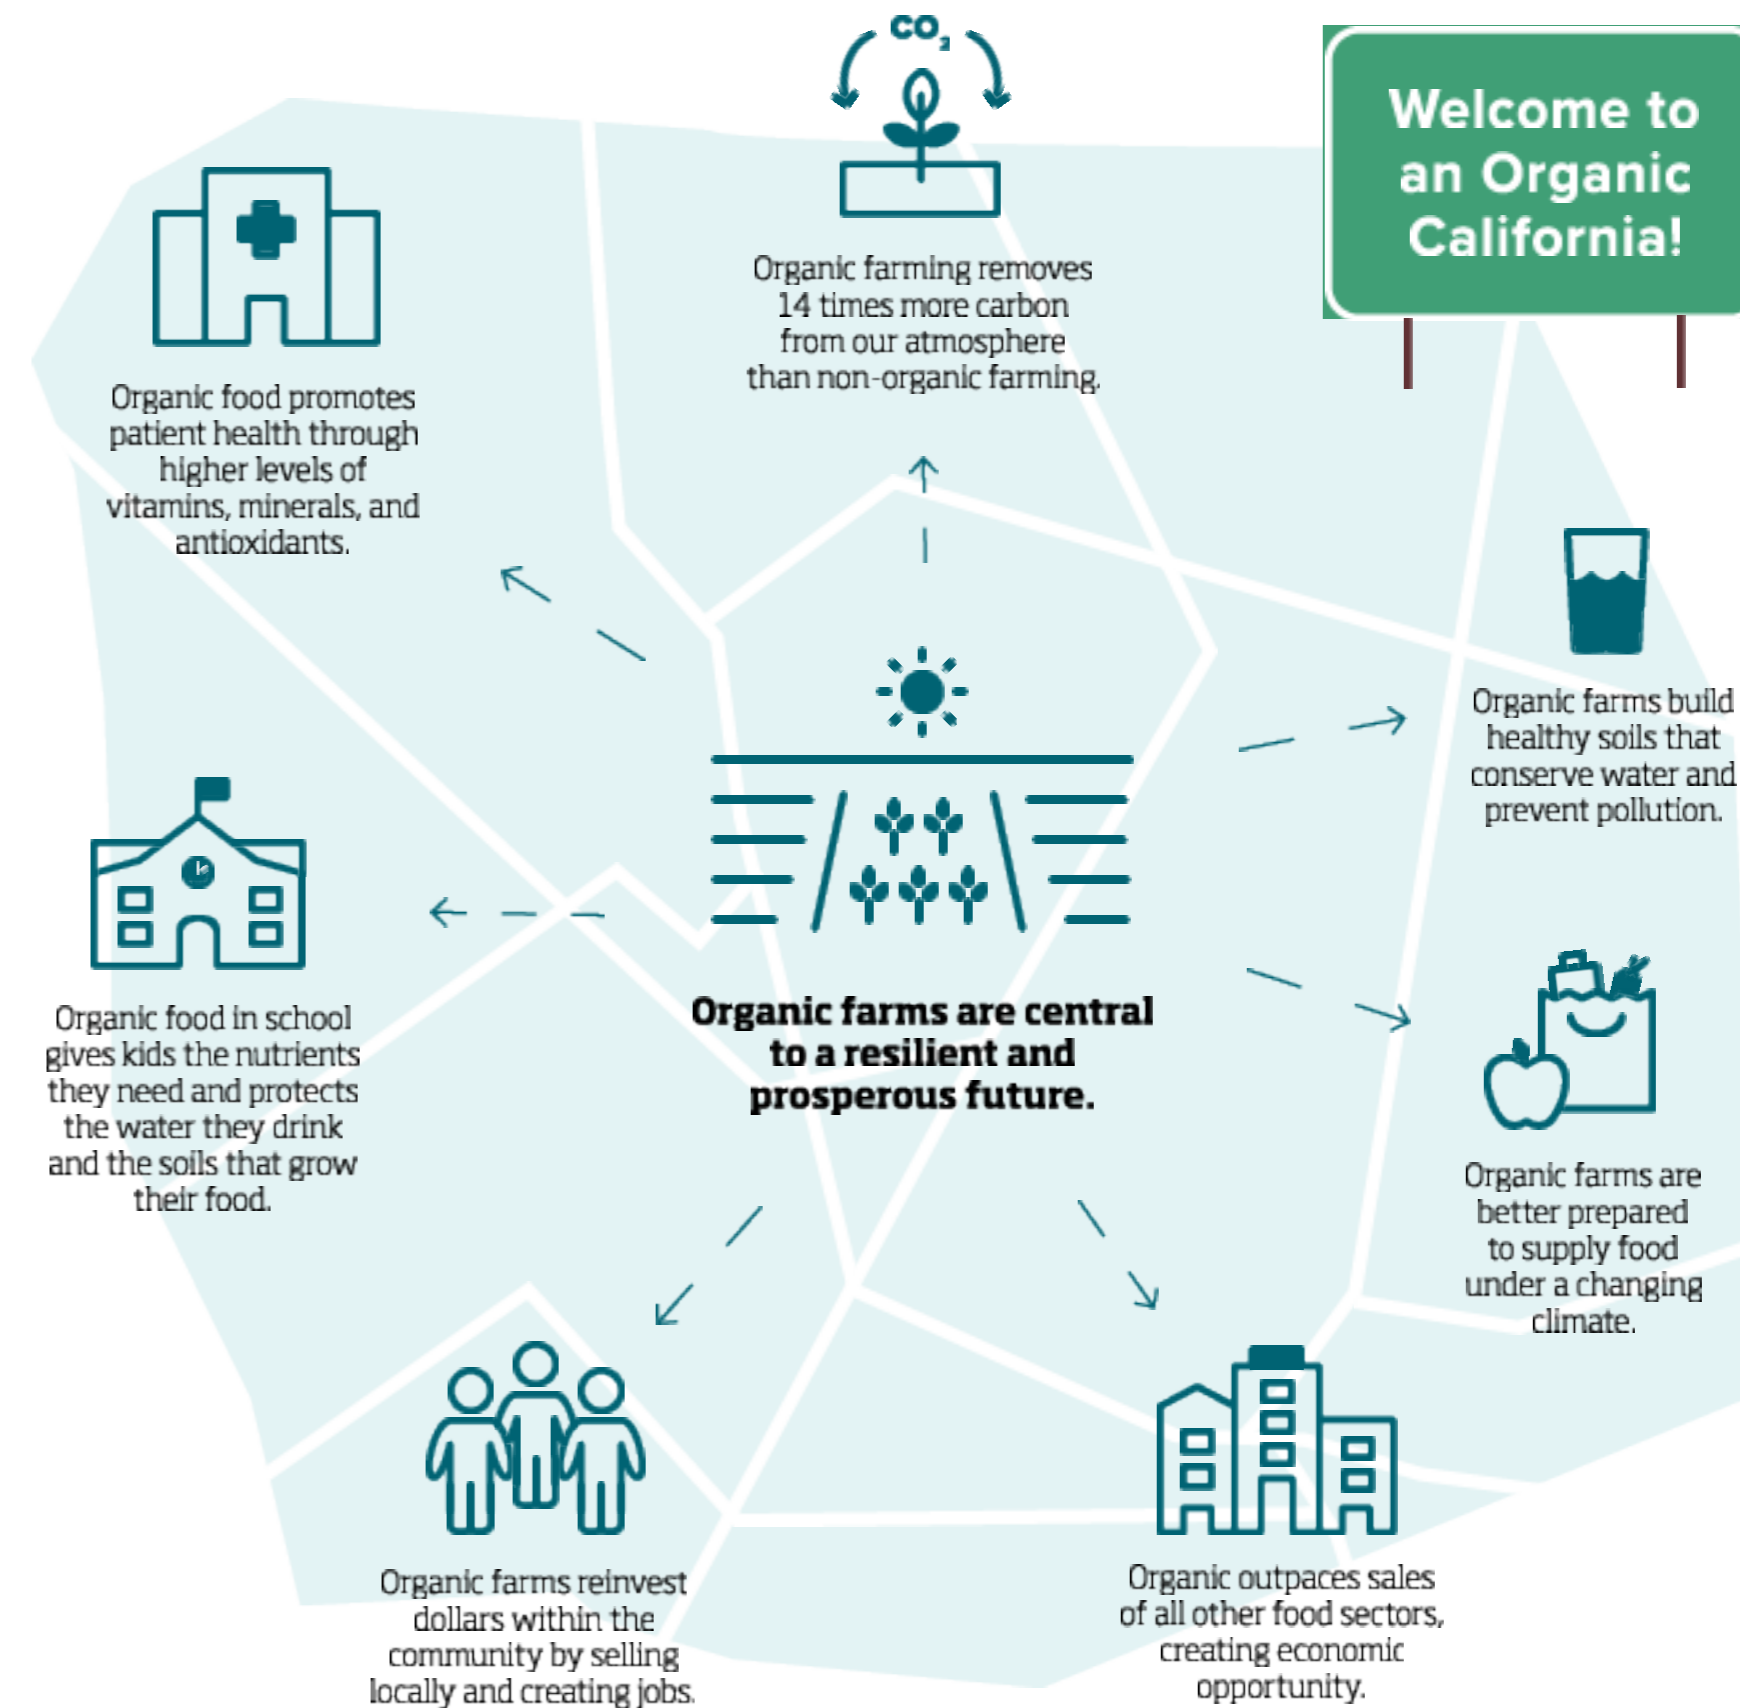 CO2
Welcome to
an Organic
California!
Organic farming removes
14 times more carbon
from our atmosphere
than non-organic farming.
Organic food promotes
patient health through
higher levels of
vitamins, minerals, and
antioxidants.
Organic farms build
healthy soils that
conserve water and
prevent pollution.
Organic food in school
gives kids the nutrients
they need and protects
the water they drink
and the soils that grow
their food.
Organic farms are central
to a resilient and
prosperous future.
Organic farms are
better prepared
to supply food
under a changing
climate.
Organic farms reinvest
dollars within the
community by selling
locally and creating jobs.
Organic outpaces sales
of all other food sectors,
creating economic
opportunity.